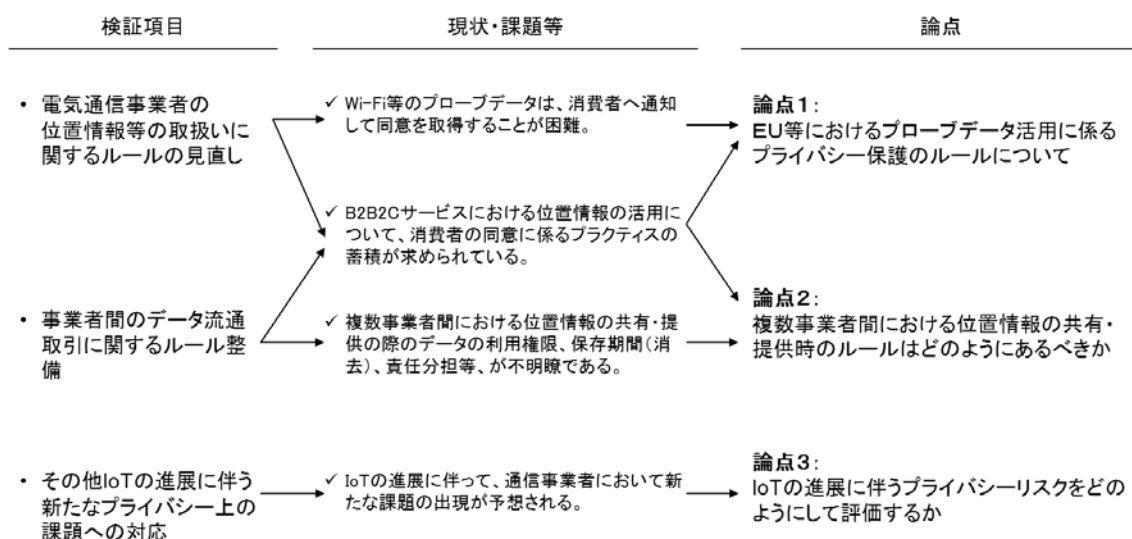 検証項目
現状・課題等
論点
• 電気通信事業者の
位置情報等の取扱いに
関するルールの見直し
✓ Wi-Fi等のプローブデータは、消費者へ通知
して同意を取得することが困難。
論点1:
EU等におけるプローブデータ活用に係る
プライバシー保護のルールについて
✓ B2B2Cサービスにおける位置情報の活用に
ついて、消費者の同意に係るプラクティスの
蓄積が求められている。
• 事業者間のデータ流通
取引に関するルール整
備
✓ 複数事業者間における位置情報の共有・提
供の際のデータの利用権限、保存期間(消
去)、責任分担等、が不明瞭である。
論点2:
複数事業者間における位置情報の共有・
提供時のルールはどのようにあるべきか
• その他IoTの進展に伴う
新たなプライバシー上の
課題への対応
✓ IoTの進展に伴って、通信事業者において新
たな課題の出現が予想される。
論点3:
IoTの進展に伴うプライバシーリスクをどの
ようにして評価するか